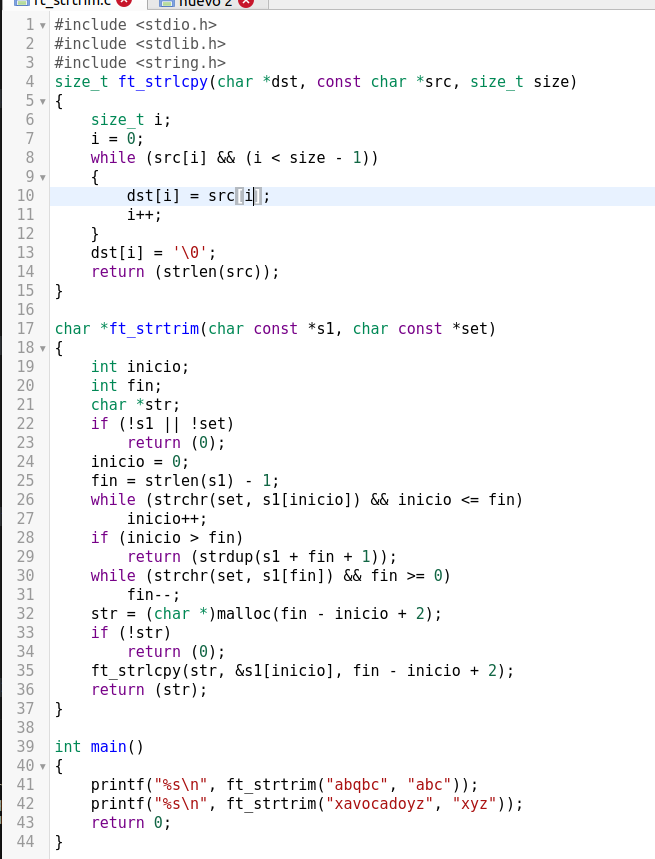 ft_strtrim.c nuevo 2
1 #include <stdio.h>
2 #include <stdlib.h>
3 #include <string.h>
4 size_t ft_strlcpy(char *dst, const char *src, size_t size)
5 {
6     size_t i;
7     i = 0;
8     while (src[i] && (i < size - 1))
9     {
10         dst[i] = src[i];
11         i++;
12     }
13     dst[i] = '\0';
14     return (strlen(src));
15 }
16
17 char *ft_strtrim(char const *s1, char const *set)
18 {
19     int inicio;
20     int fin;
21     char *str;
22     if (!s1 || !set)
23         return (0);
24     inicio = 0;
25     fin = strlen(s1) - 1;
26     while (strchr(set, s1[inicio]) && inicio <= fin)
27         inicio++;
28     if (inicio > fin)
29         return (strdup(s1 + fin + 1));
30     while (strchr(set, s1[fin]) && fin >= 0)
31         fin--;
32     str = (char *)malloc(fin - inicio + 2);
33     if (!str)
34         return (0);
35     ft_strlcpy(str, &s1[inicio], fin - inicio + 2);
36     return (str);
37 }
38
39 int main()
40 {
41     printf("%s\n", ft_strtrim("abqbc", "abc"));
42     printf("%s\n", ft_strtrim("xavocadoyz", "xyz"));
43     return 0;
44 }